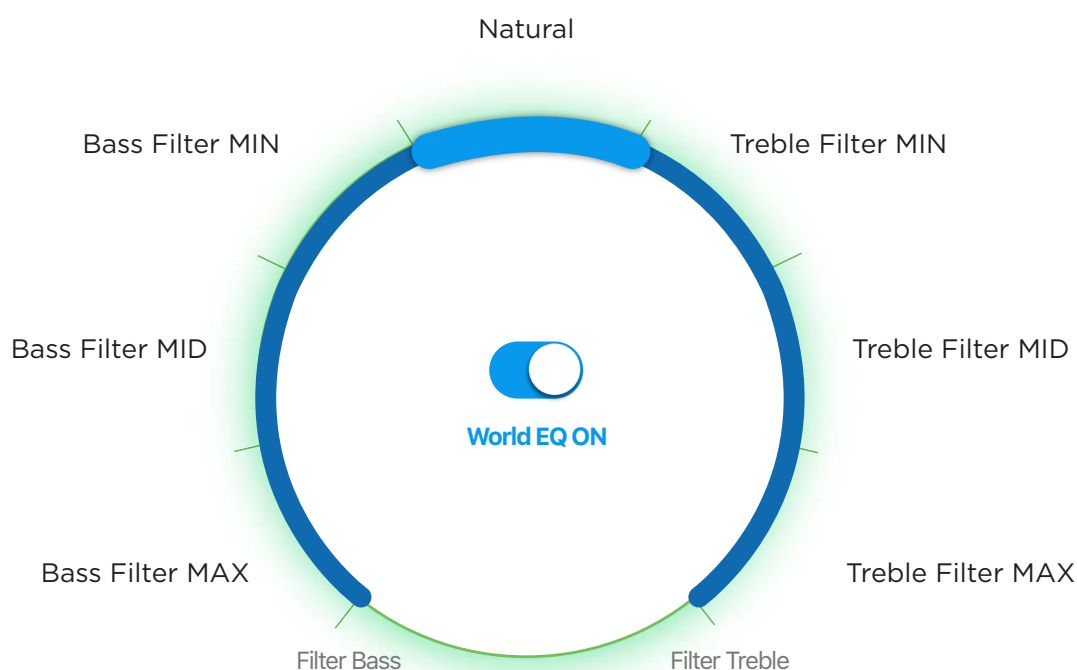 Natural
Bass Filter MIN
Treble Filter MIN
Bass Filter MID
Treble Filter MID
World EQ ON
Bass Filter MAX
Treble Filter MAX
Filter Bass
Filter Treble